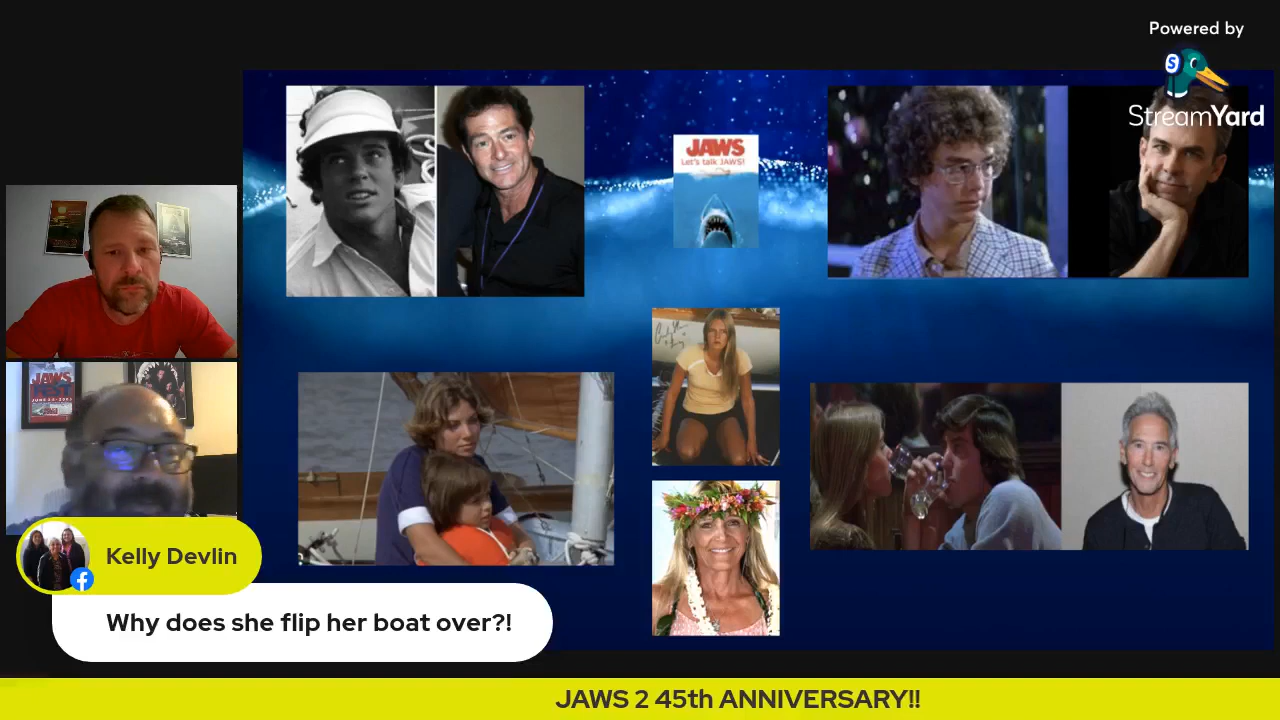 Powered by
StreamYard
JAWS
Let's talk JAWS!
JAWS
Kelly Devlin
Why does she flip her boat over?!
JAWS 2 45th ANNIVERSARY!!